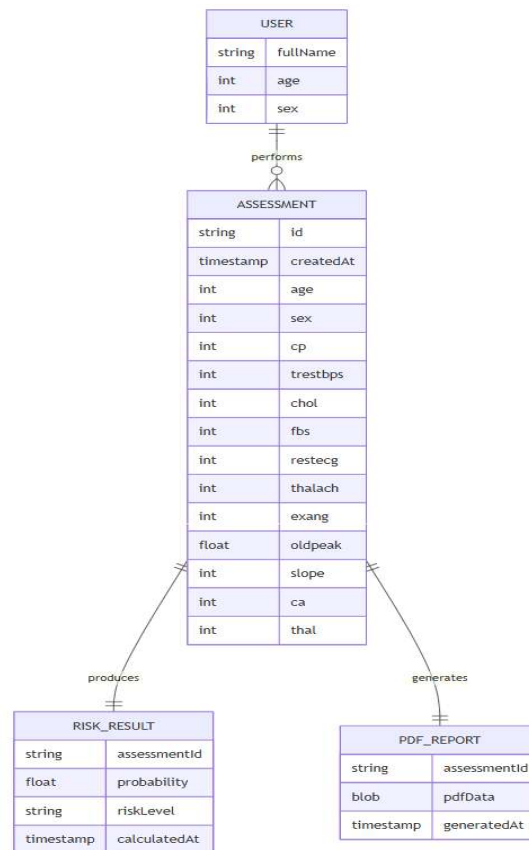 USER
string fullName
int age
int sex
performs
ASSESSMENT
string id
timestamp createdAt
int age
int sex
int cp
int trestbps
int chol
int fbs
int restecg
int thalach
int exang
float oldpeak
int slope
int ca
int thal
produces generates
RISK_RESULT
string assessmentId
float probability
string riskLevel
timestamp calculatedAt
PDF_REPORT
string assessmentId
blob pdfData
timestamp generatedAt